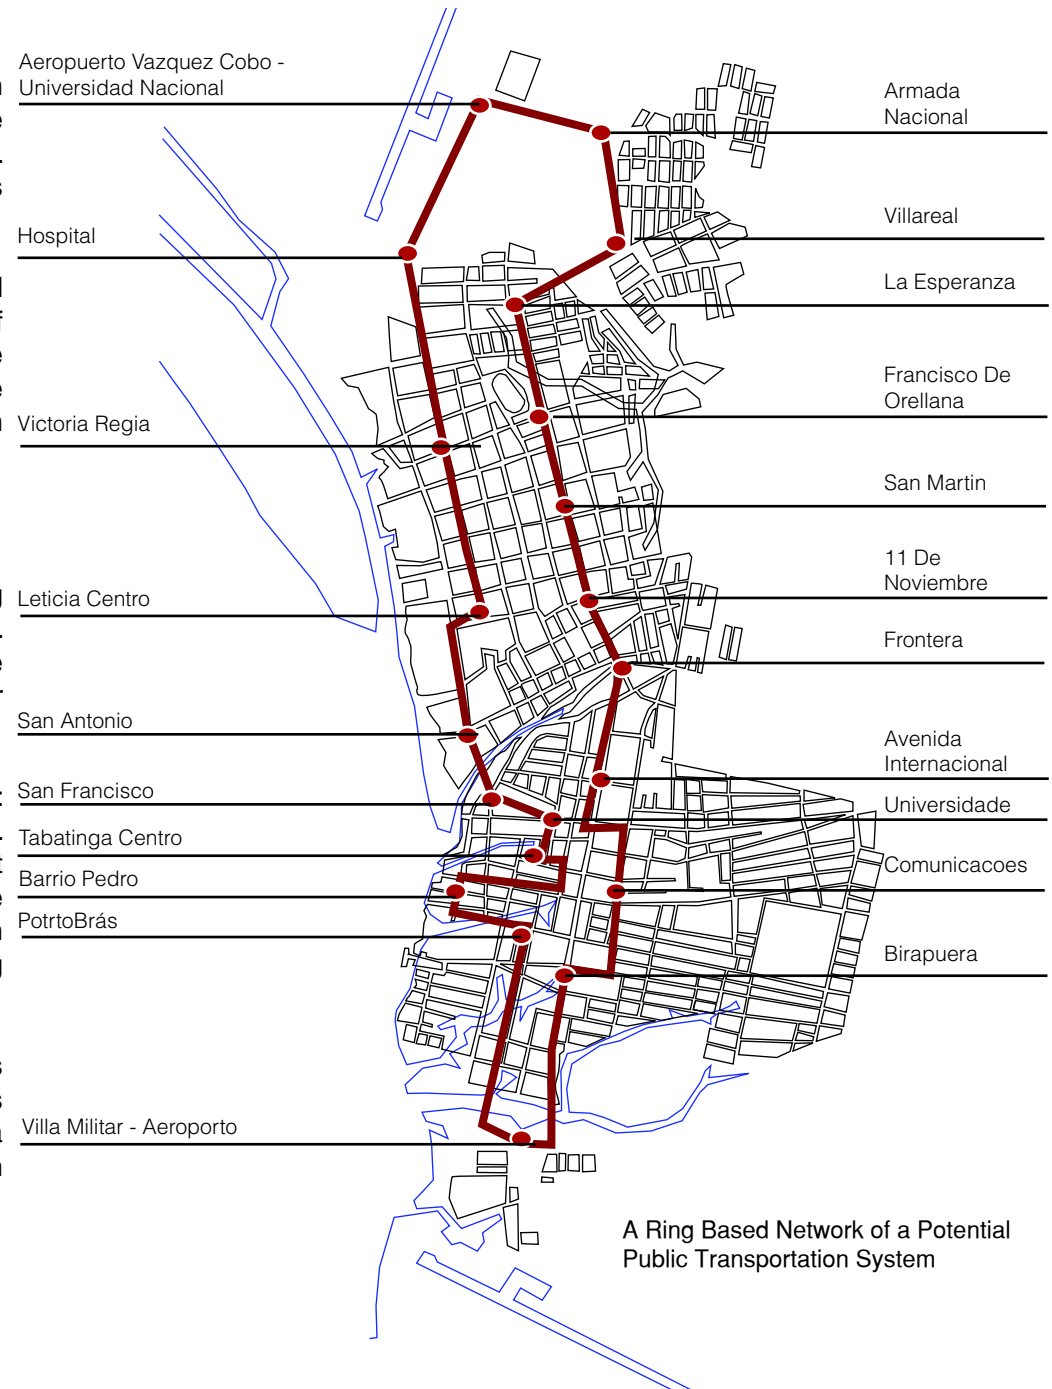 Aeropuerto Vazquez Cobo -
Universidad Nacional
Hospital
Victoria Regia
Leticia Centro
San Antonio
San Francisco
Tabatinga Centro
Barrio Pedro
PotrtoBrás
Villa Militar - Aeroporto
Armada
Nacional
Villareal
La Esperanza
Francisco De
Orellana
San Martin
11 De
Noviembre
Frontera
Avenida
Internacional
Universidade
Comunicacoes
Birapuera
A Ring Based Network of a Potential
Public Transportation System